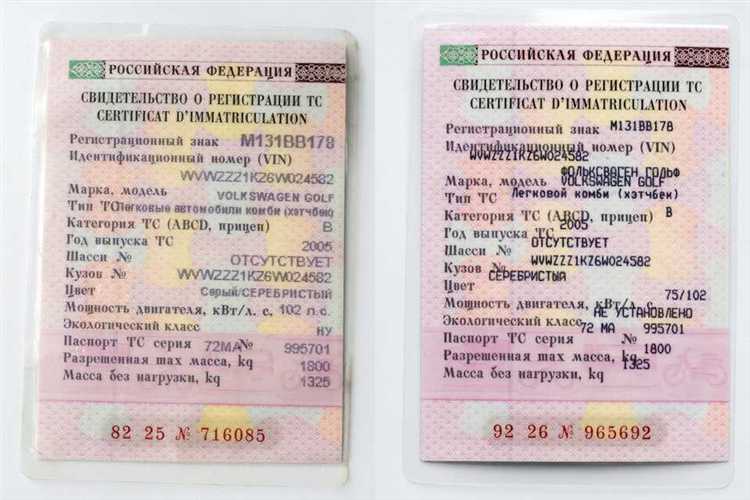 РОССИЙСКАЯ ФЕДЕРАЦИЯ
СВИДЕТЕЛЬСТВО О РЕГИСТРАЦИИ ТС
CERTIFICAT D'IMMATRICULATION
Регистрационный знак М131ВВ178
Идентификационный номер (VIN)
WVWZZZ1KZ6W024582
Марка, модель VOLKSWAGEN GOLF
Тип ТС Легковые автомобили комби (хэтчбек)
Категория ТС (ABCD, прицеп) B
Год выпуска ТС 2005
Шасси № ОТСУТСТВУЕТ
Кузов № WVWZZZ1KZ6W024582
Цвет Серый/СЕРЕБРИСТЫЙ
Мощность двигателя, кВт/л. с. 102 л.с.
Экологический класс НУ
Паспорт ТС серия 72МА № 995701
Разрешенная max масса, kg 1800
Масса без нагрузки, kg 1325
82 25 № 716085
РОССИЙСКАЯ ФЕДЕРАЦИЯ
СВИДЕТЕЛЬСТВО О РЕГИСТРАЦИИ ТС
CERTIFICAT D'IMMATRICULATION
Регистрационный знак М131ВВ178
Идентификационный номер (VIN)
WVWZZZ1KZ6W024582
ФОЛЬКСВАГЕН ГОЛЬФ
Марка, модель VOLKSWAGEN GOLF
Тип ТС Легковой комби (хэтчбек)
Категория ТС (ABCD, прицеп) B
Год выпуска ТС 2005
Шасси № ОТСУТСТВУЕТ
Кузов № WVWZZZ1KZ6W024582
Цвет СЕРЕБРИСТЫЙ
Мощность двигателя, кВт/л. с. 75/102
Экологический класс НЕ УСТАНОВЛЕНО
Паспорт ТС серия 72 МА № 995701
Разрешенная max масса, kg 1800
Масса без нагрузки, kg 1325
92 26 № 965692